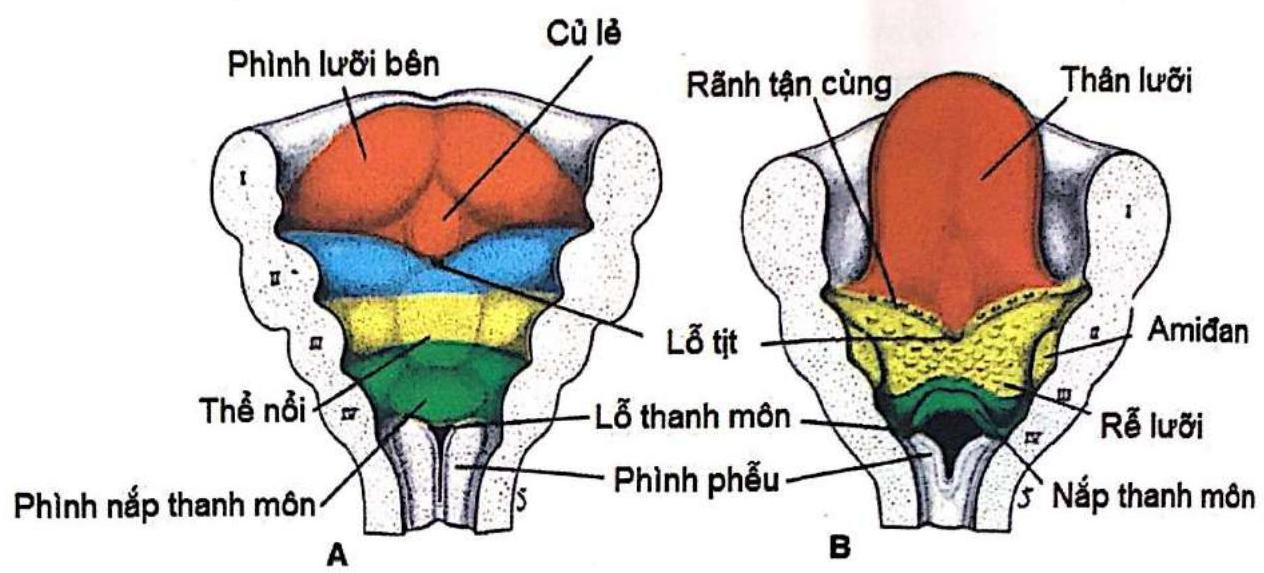 Củ lẻ
Phình lưỡi bên
Rãnh tận cùng
Thân lưỡi
I
II
III
IV
Lỗ tịt
Thể nổi
Lỗ thanh môn
Phình phễu
Phình nắp thanh môn
5
A
I
II
Amiđan
III
Rễ lưỡi
IV
5
Nắp thanh môn
B